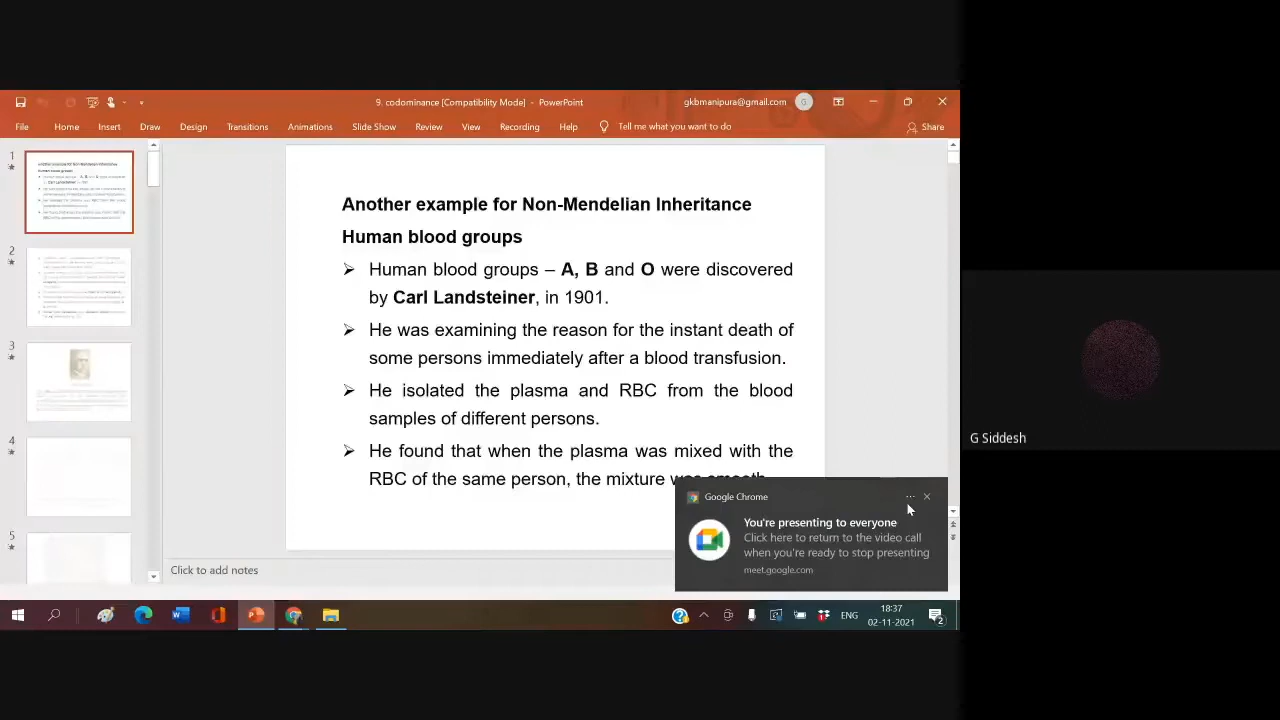 9. codominance [Compatibility Mode] - PowerPoint
gkbmanipura@gmail.com
G
File
Home
Insert
Draw
Design
Transitions
Animations
Slide Show
Review
View
Recording
Help
Tell me what you want to do
Share
1
2
3
4
5
Another example for Non-Mendelian Inheritance
Human blood groups
➢ Human blood groups – A, B and O were discovered
by Carl Landsteiner, in 1901.
➢ He was examining the reason for the instant death of
some persons immediately after a blood transfusion.
➢ He isolated the plasma and RBC from the blood
samples of different persons.
➢ He found that when the plasma was mixed with the
RBC of the same person, the mixture was smooth
Google Chrome
You're presenting to everyone
Click here to return to the video call
when you're ready to stop presenting
meet.google.com
Click to add notes
ENG
18:37
02-11-2021
2
G Siddesh